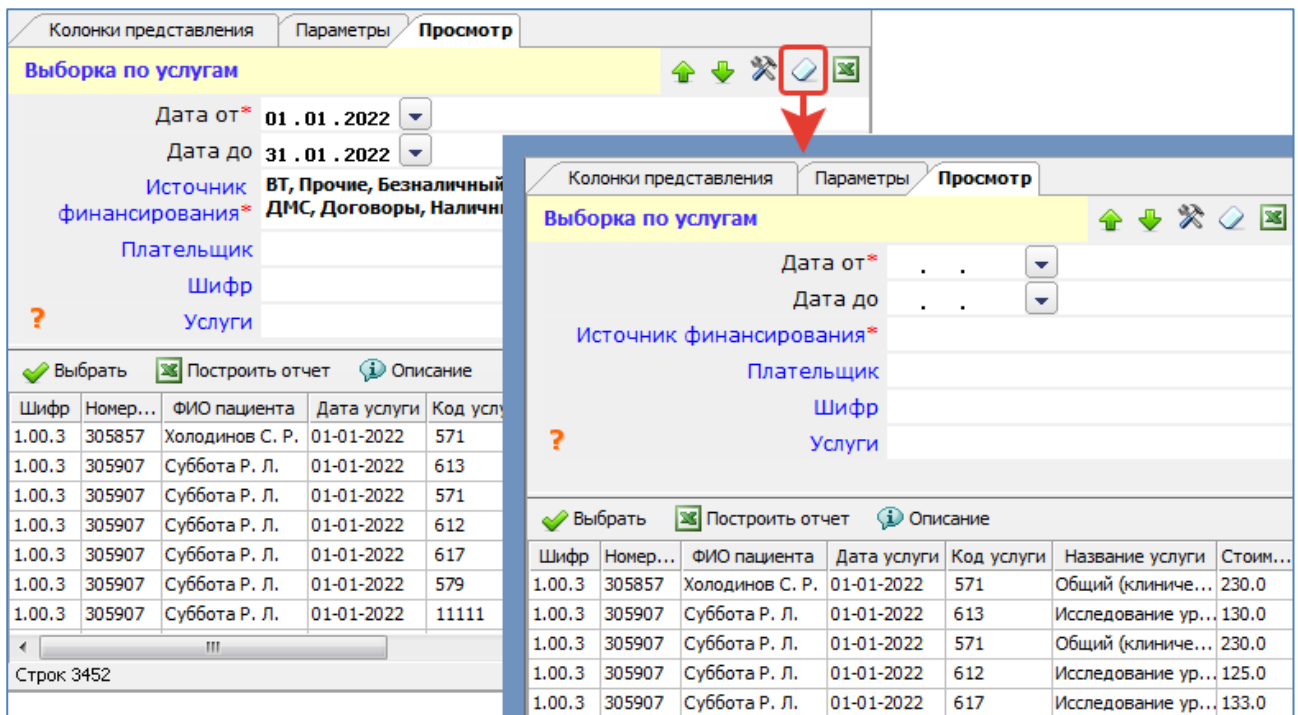 Колонки представления Параметры Просмотр
Выборка по услугам
Дата от* 01 . 01 . 2022
Дата до 31 . 01 . 2022
Источник финансирования* ВТ, Прочие, Безналичный
ДМС, Договоры,
Плательщик
Шифр
? Услуги
Выбрать Построить отчет Описание
Шифр Номер... ФИО пациента Дата услуги Код
1.00.3 305857 Холодинов С. Р. 01-01-2022 571
1.00.3 305907 Суббота Р. Л. 01-01-2022 613
1.00.3 305907 Суббота Р. Л. 01-01-2022 571
1.00.3 305907 Суббота Р. Л. 01-01-2022 612
1.00.3 305907 Суббота Р. Л. 01-01-2022 617
1.00.3 305907 Суббота Р. Л. 01-01-2022 579
1.00.3 305907 Суббота Р. Л. 01-01-2022 11111
Строк 3452
Колонки представления Параметры Просмотр
Выборка по услугам
Дата от* . .
Дата до . .
Источник финансирования*
Плательщик
Шифр
? Услуги
Выбрать Построить отчет Описание
Шифр Номер... ФИО пациента Дата услуги Код услуги Название услуги Стоим...
1.00.3 305857 Холодинов С. Р. 01-01-2022 571 Общий (клиниче... 230.0
1.00.3 305907 Суббота Р. Л. 01-01-2022 613 Исследование ур... 130.0
1.00.3 305907 Суббота Р. Л. 01-01-2022 571 Общий (клиниче... 230.0
1.00.3 305907 Суббота Р. Л. 01-01-2022 612 Исследование ур... 125.0
1.00.3 305907 Суббота Р. Л. 01-01-2022 617 Исследование ур... 133.0